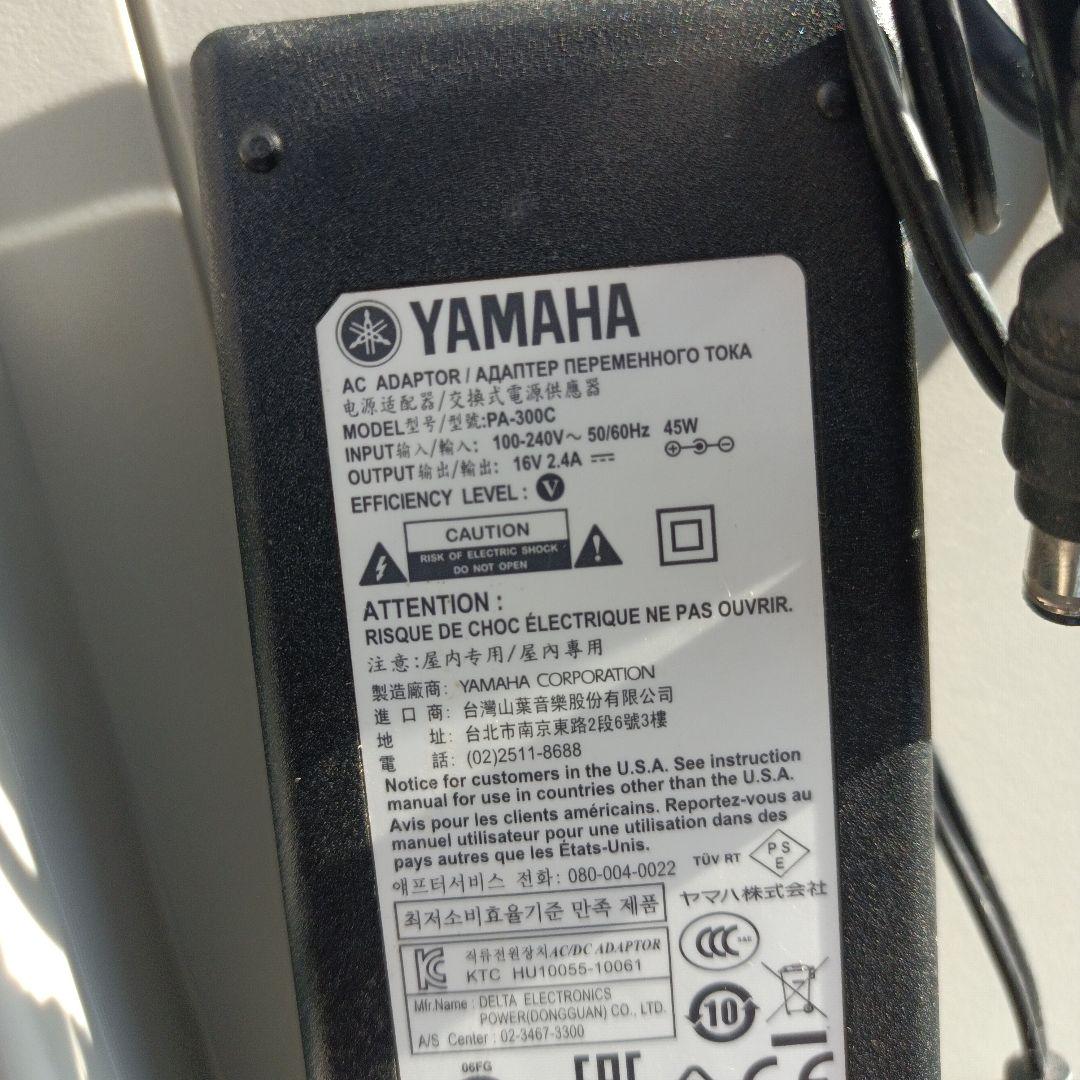 YAMAHA
AC ADAPTOR / АДАПТЕР ПЕРЕМЕННОГО ТОКА
电源适配器/交換式電源供應器
MODEL型号/型號:PA-300C
INPUT输入/輸入: 100-240V～ 50/60Hz 45W
OUTPUT输出/輸出: 16V 2.4A
EFFICIENCY LEVEL : V
CAUTION
RISK OF ELECTRIC SHOCK
DO NOT OPEN
ATTENTION :
RISQUE DE CHOC ÉLECTRIQUE NE PAS OUVRIR.
注意:屋内专用/屋內專用
製造廠商: YAMAHA CORPORATION
進口商: 台灣山葉音樂股份有限公司
地址: 台北市南京東路2段6號3樓
電話: (02)2511-8688
Notice for customers in the U.S.A. See instruction
manual for use in countries other than the U.S.A.
Avis pour les clients américains. Reportez-vous au
manuel utilisateur pour une utilisation dans des
pays autres que les États-Unis.
TÜV RT PSE
애프터서비스 전화: 080-004-0022
ヤマハ株式会社
최저소비효율기준 만족 제품
직류전원장치AC/DC ADAPTOR
KTC HU10055-10061
CCC S&E
Mfr.Name : DELTA ELECTRONICS
POWER(DONGGUAN) CO., LTD.
A/S Center : 02-3467-3300
10
06FG
EAC
CE